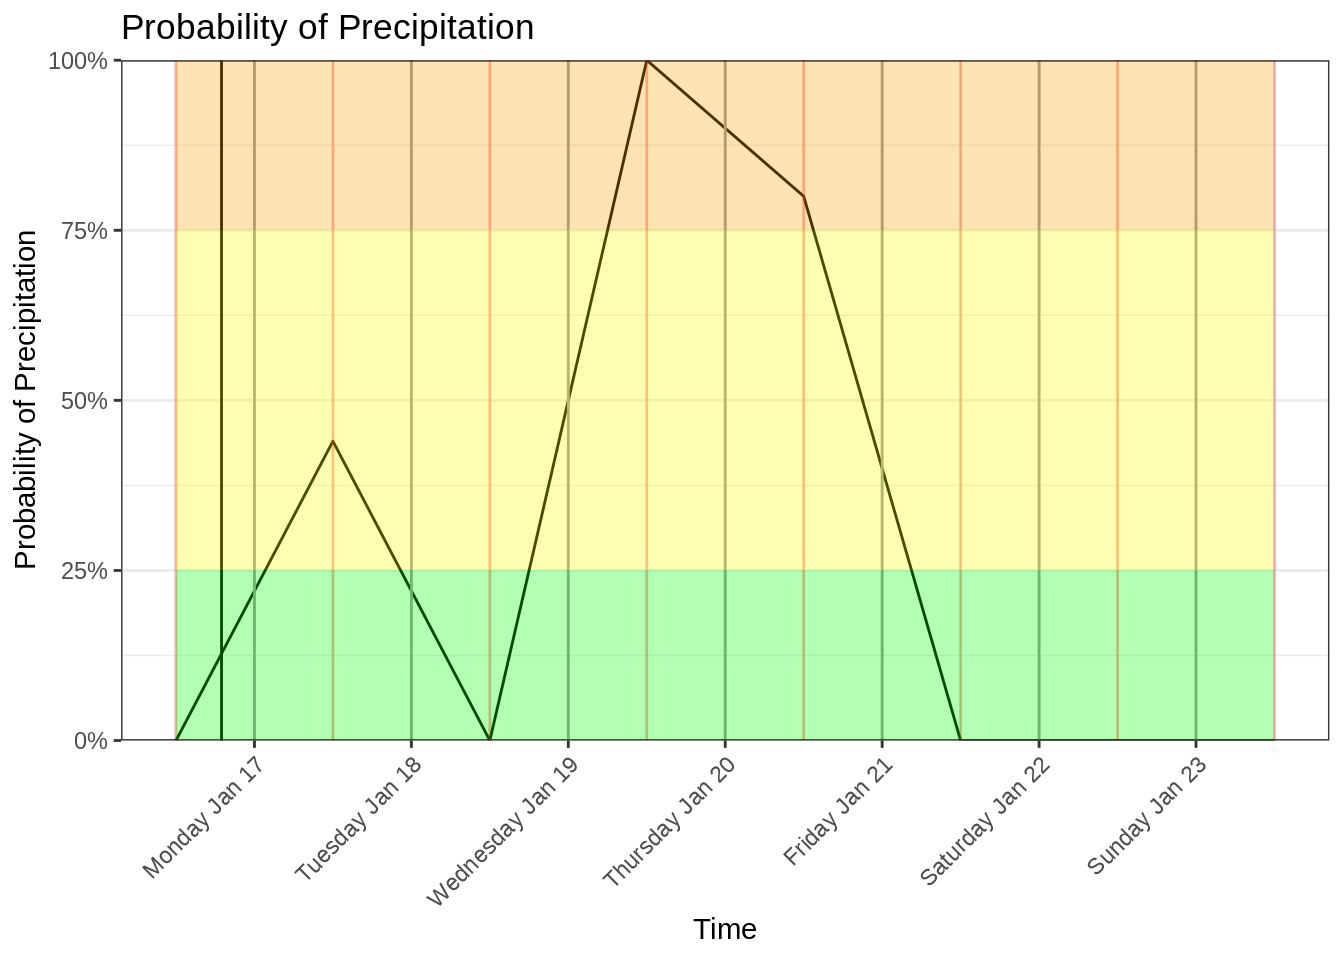 Probability of Precipitation
Probability of Precipitation
100%
75%
50%
25%
0%
Monday Jan 17
Tuesday Jan 18
Wednesday Jan 19
Thursday Jan 20
Friday Jan 21
Saturday Jan 22
Sunday Jan 23
Time